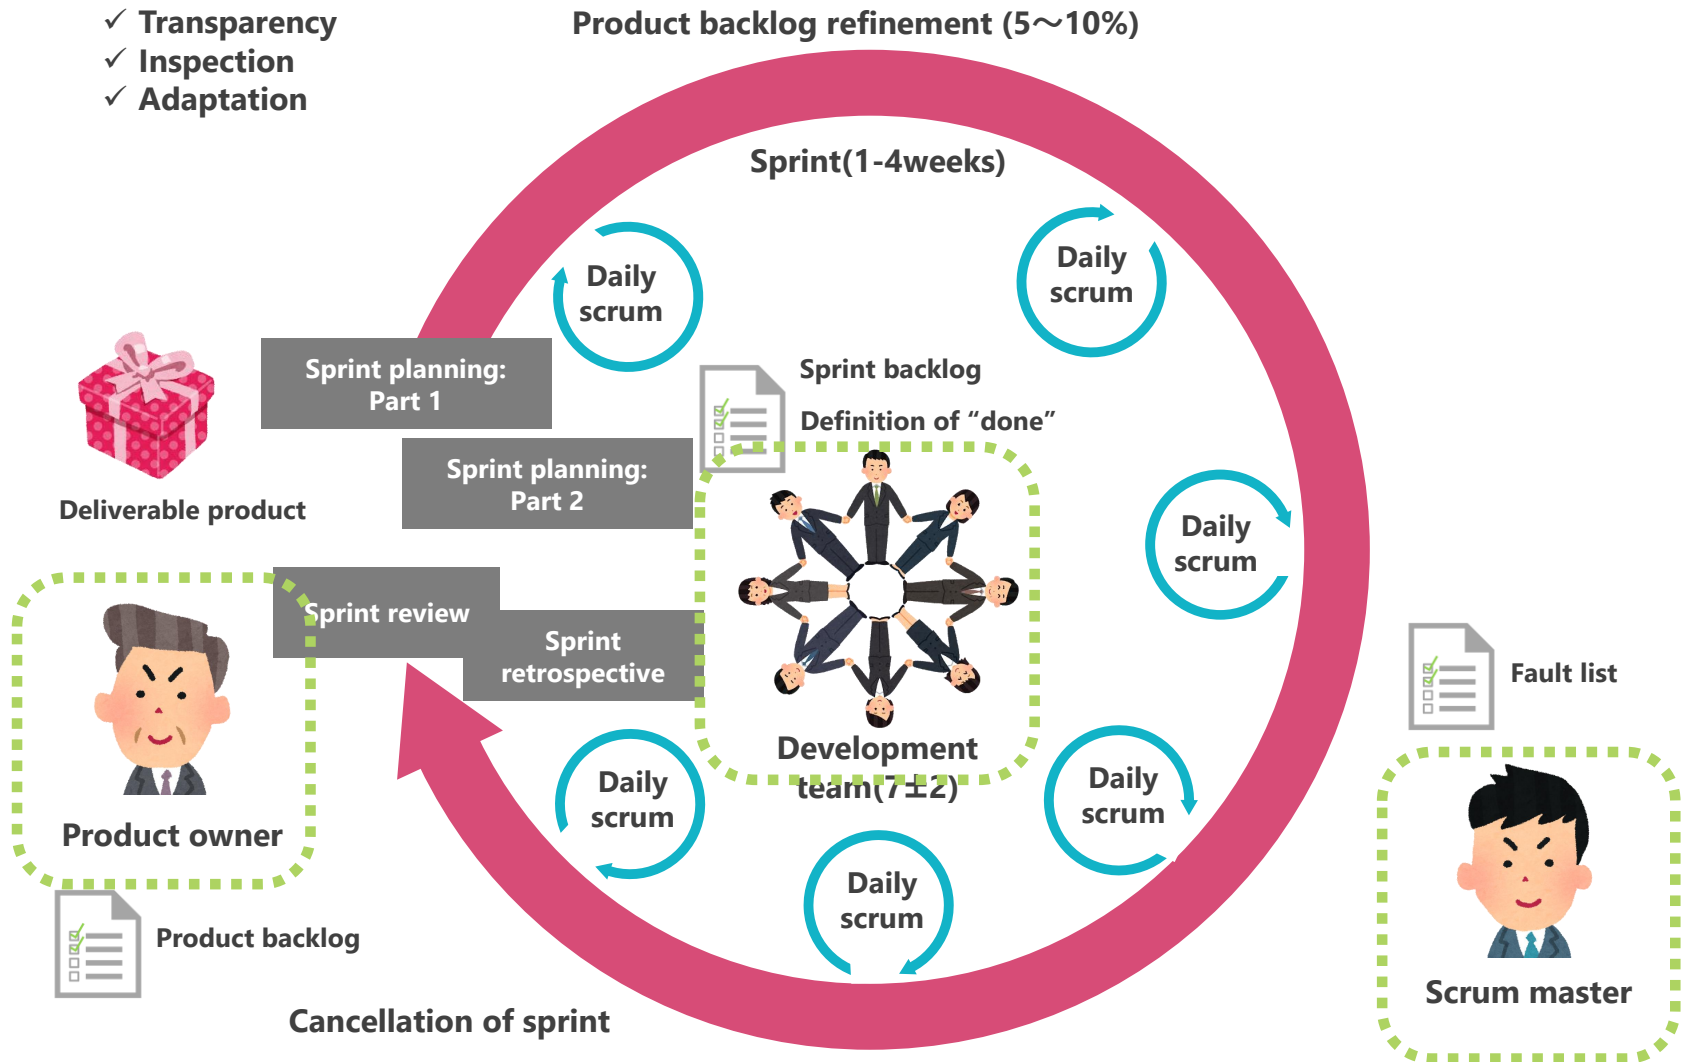 ✓ Transparency
✓ Inspection
✓ Adaptation
Product backlog refinement (5～10%)
Sprint(1-4weeks)
Daily
scrum
Daily
scrum
Sprint planning:
Part 1
Sprint backlog
Definition of “done”
Sprint planning:
Part 2
Deliverable product
Daily
scrum
Sprint review
Sprint
retrospective
Fault list
Development
team(7±2)
Daily
scrum
Daily
scrum
Daily
scrum
Product owner
Product backlog
Scrum master
Cancellation of sprint